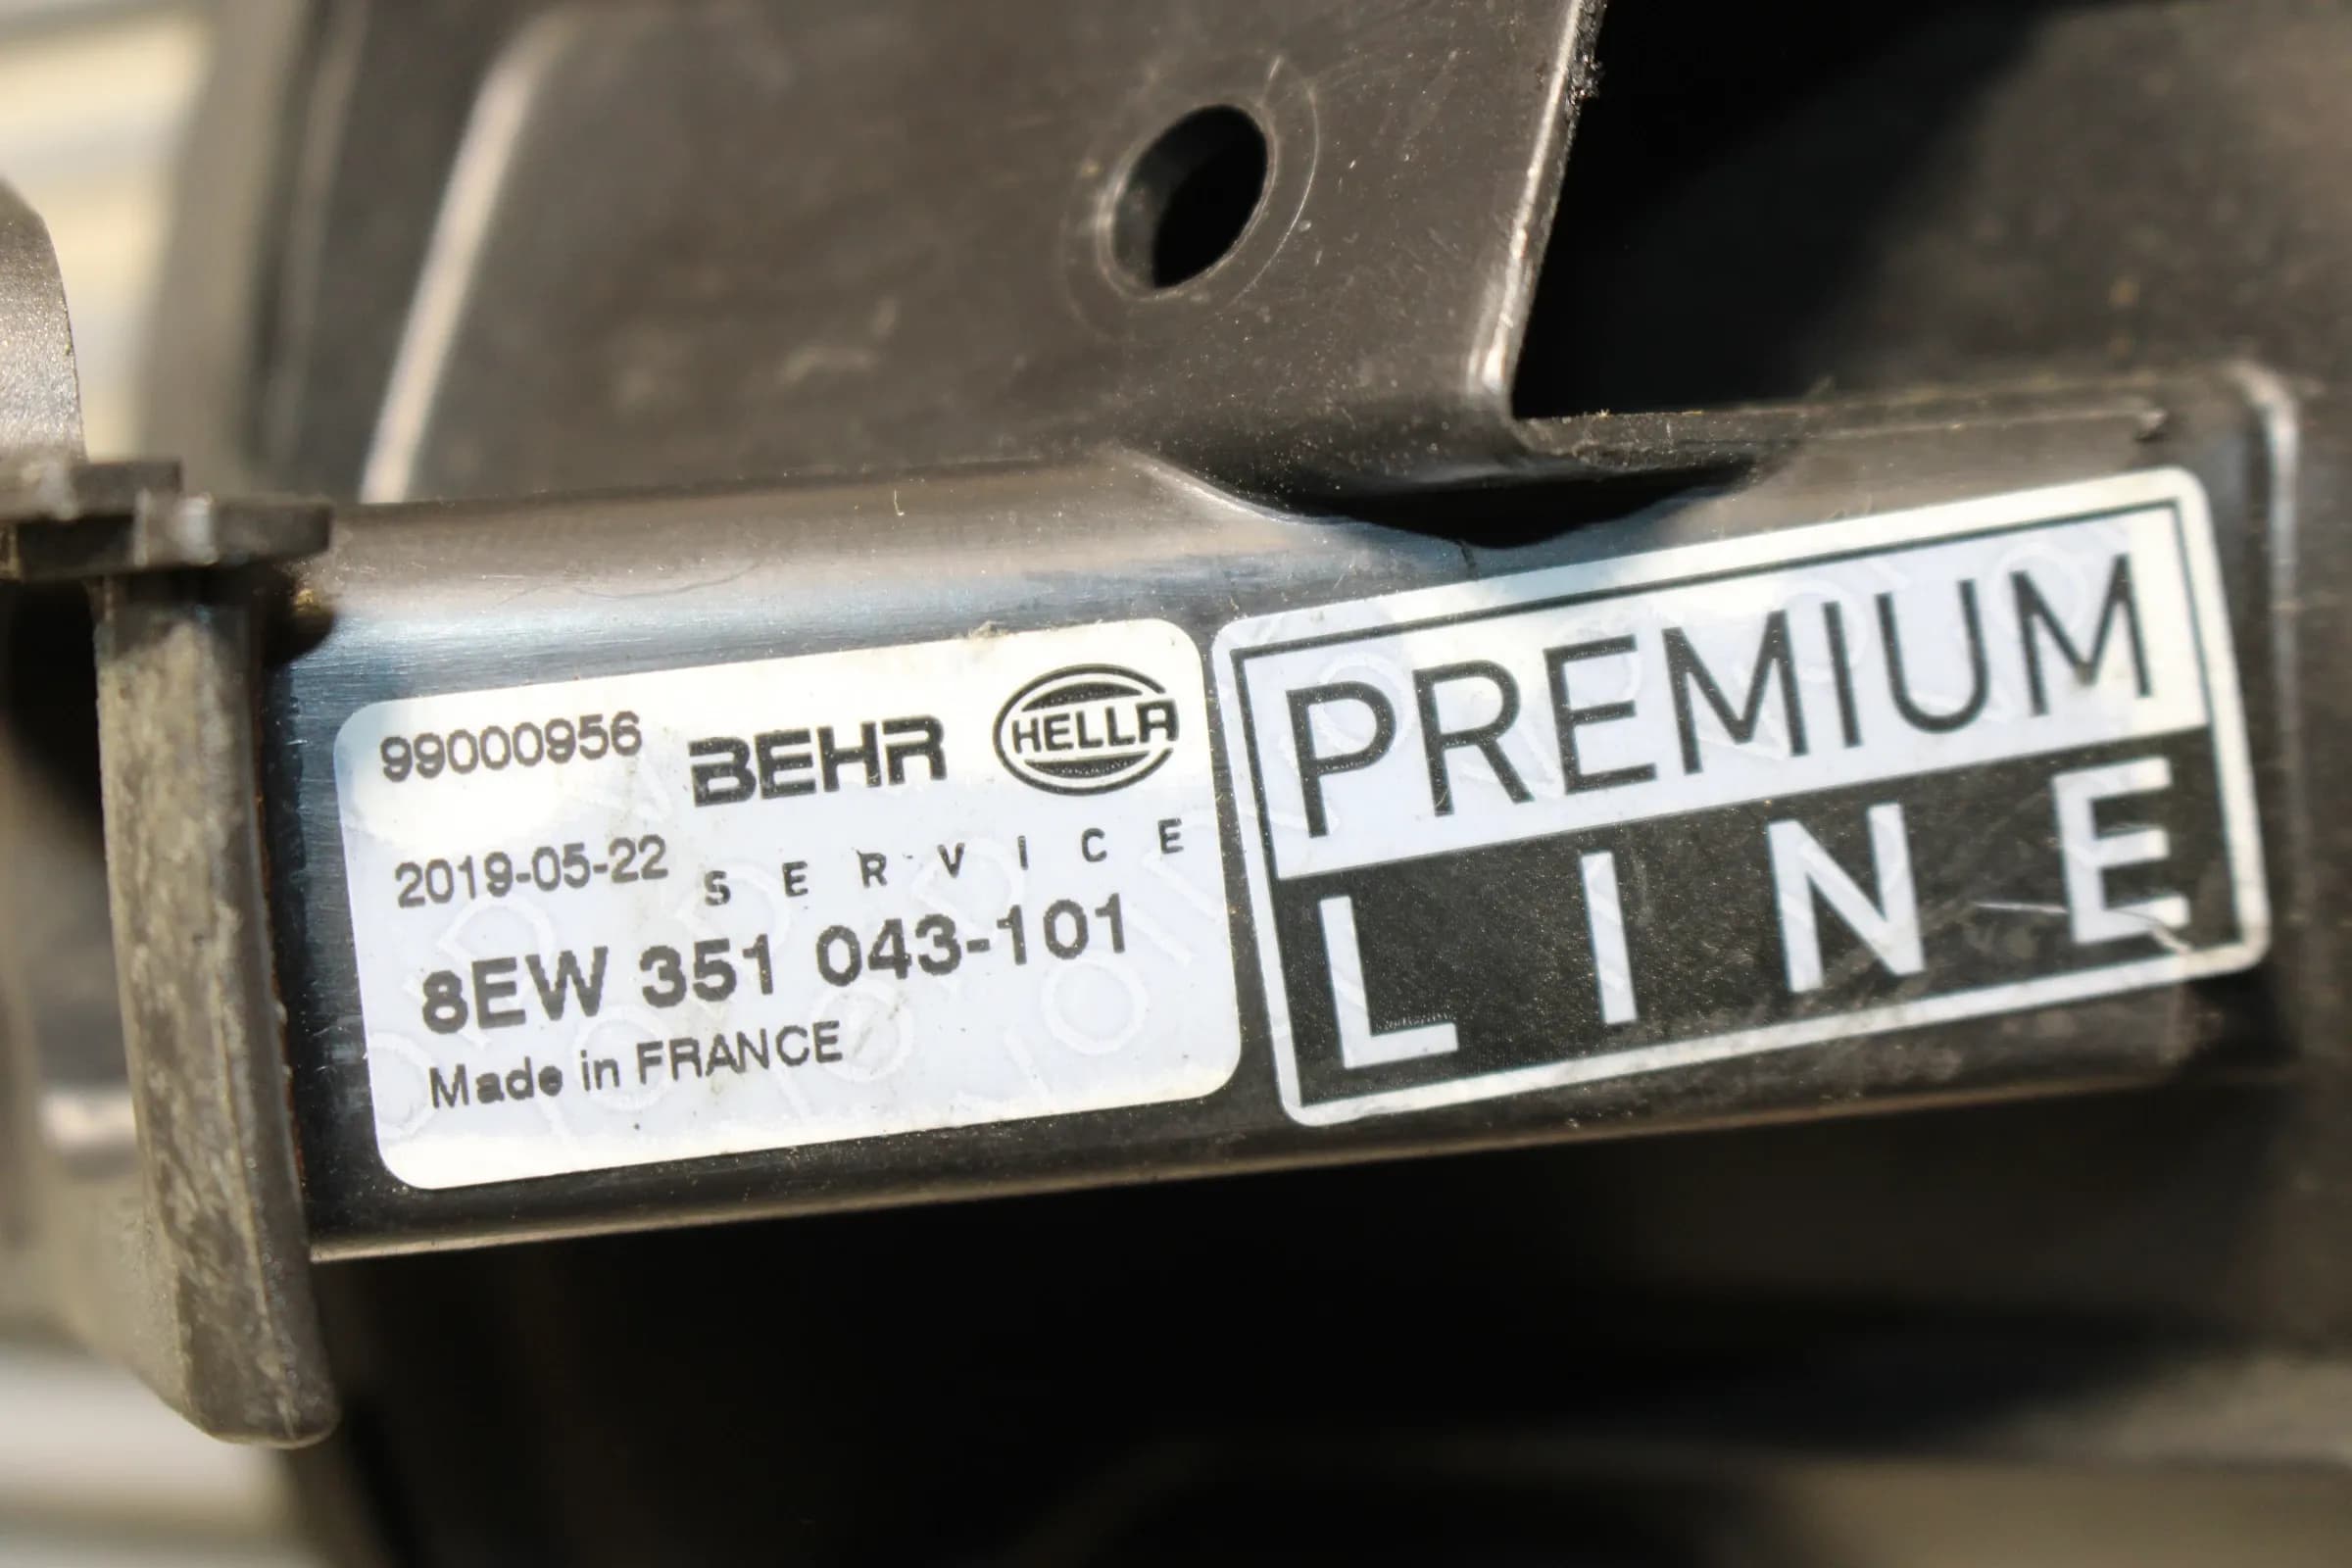 99000956 BEHR HELLA
2019-05-22 SERVICE
8EW 351 043-101
Made in FRANCE
PREMIUM
LINE